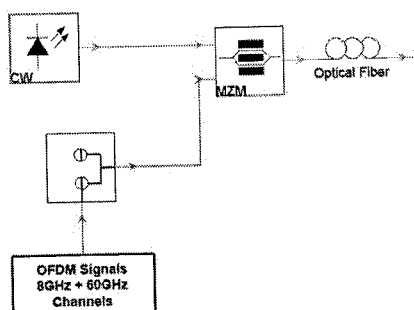 CW
MZM
Optical Fiber
OFDM Signals
8GHz + 60GHz
Channels